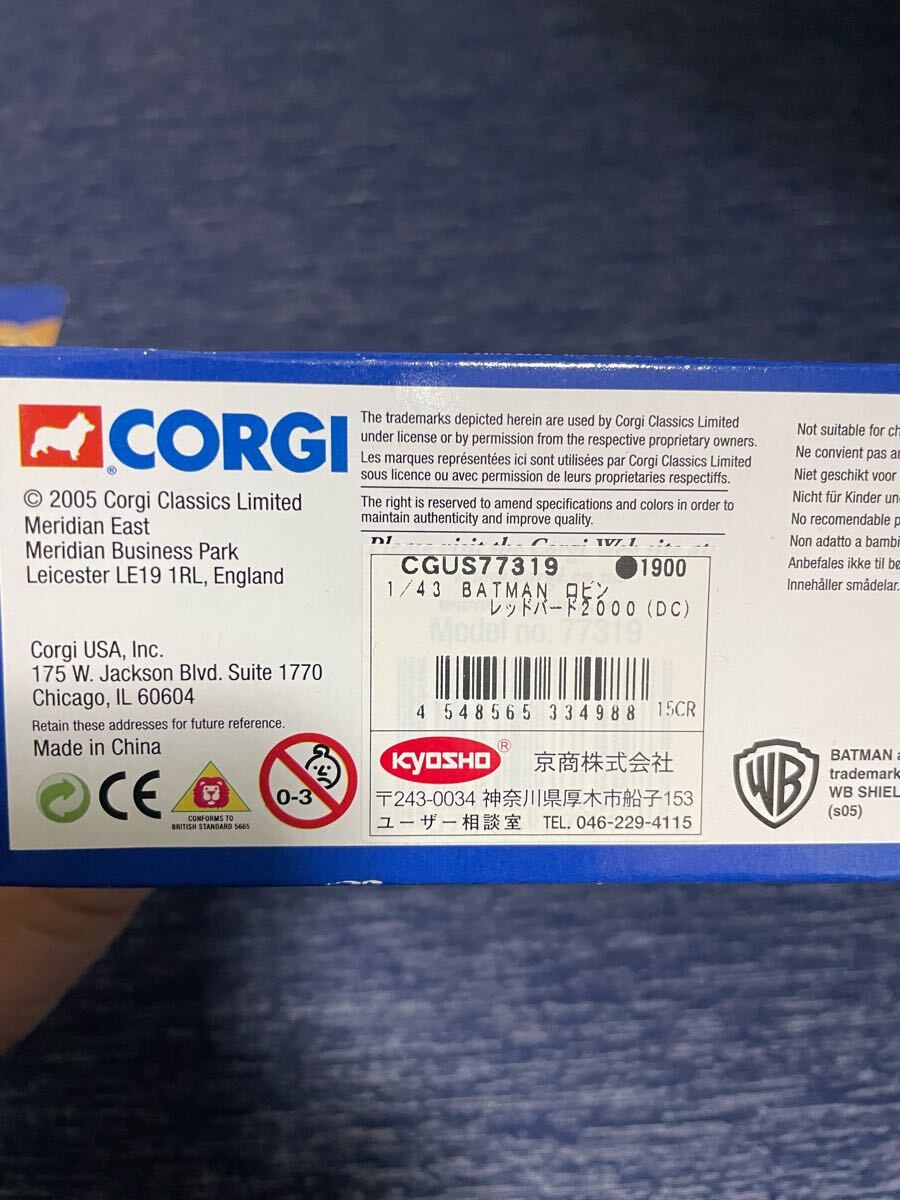 CORGI
®
© 2005 Corgi Classics Limited
Meridian East
Meridian Business Park
Leicester LE19 1RL, England
Corgi USA, Inc.
175 W. Jackson Blvd. Suite 1770
Chicago, IL 60604
Retain these addresses for future reference.
Made in China
CE
CONFORMS TO
BRITISH STANDARD 5665
0-3
The trademarks depicted herein are used by Corgi Classics Limited
under license or by permission from the respective proprietary owners.
Les marques représentées ici sont utilisées par Corgi Classics Limited
sous licence ou avec permission de leurs proprietaries respectifs.
The right is reserved to amend specifications and colors in order to
maintain authenticity and improve quality.
Please visit the Corgi Web site at
CGUS77319 ●1900
1/43 BATMAN ロビン
レッドバード2000(DC)
Model no. 77319
4 548565 334988 15CR
KYOSHO® 京商株式会社
〒243-0034 神奈川県厚木市船子153
ユーザー相談室 TEL. 046-229-4115
Not suitable for ch
Ne convient pas a
Niet geschikt voor
Nicht für Kinder un
No recomendable p
Non adatto a bambi
Anbefales ikke til bø
Innehåller smådelar.
WB
BATMAN a
trademark
WB SHIEL
(s05)